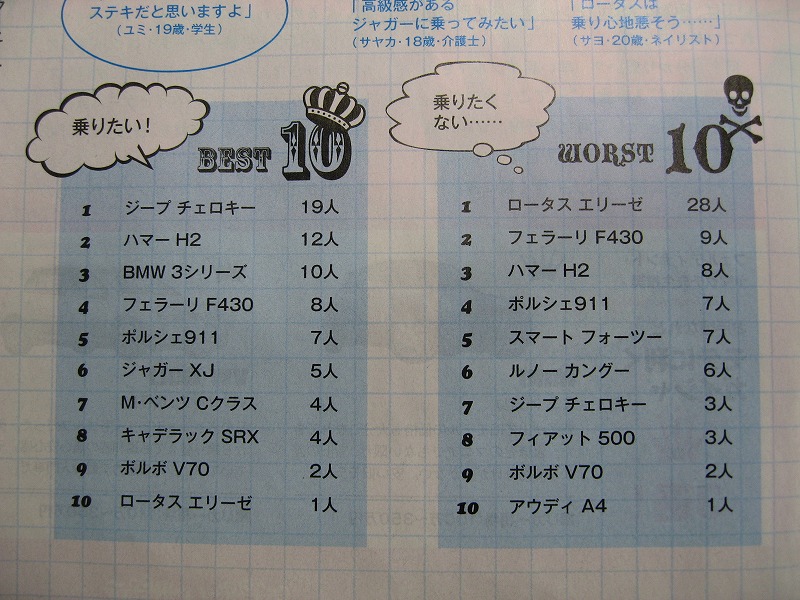 ステキだと思いますよ」
(ユミ・19歳・学生)
「高級感がある
ジャガーに乗ってみたい」
(サヤカ・18歳・介護士)
「ロータスは
乗り心地悪そう……」
(サヨ・20歳・ネイリスト)
乗りたい!
BEST 10
1 ジープ チェロキー 19人
2 ハマー H2 12人
3 BMW 3シリーズ 10人
4 フェラーリ F430 8人
5 ポルシェ911 7人
6 ジャガー XJ 5人
7 M・ベンツ Cクラス 4人
8 キャデラック SRX 4人
9 ボルボ V70 2人
10 ロータス エリーゼ 1人
乗りたく
ない……
WORST 10
1 ロータス エリーゼ 28人
2 フェラーリ F430 9人
3 ハマー H2 8人
4 ポルシェ911 7人
5 スマート フォーツー 7人
6 ルノー カングー 6人
7 ジープ チェロキー 3人
8 フィアット 500 3人
9 ボルボ V70 2人
10 アウディ A4 1人